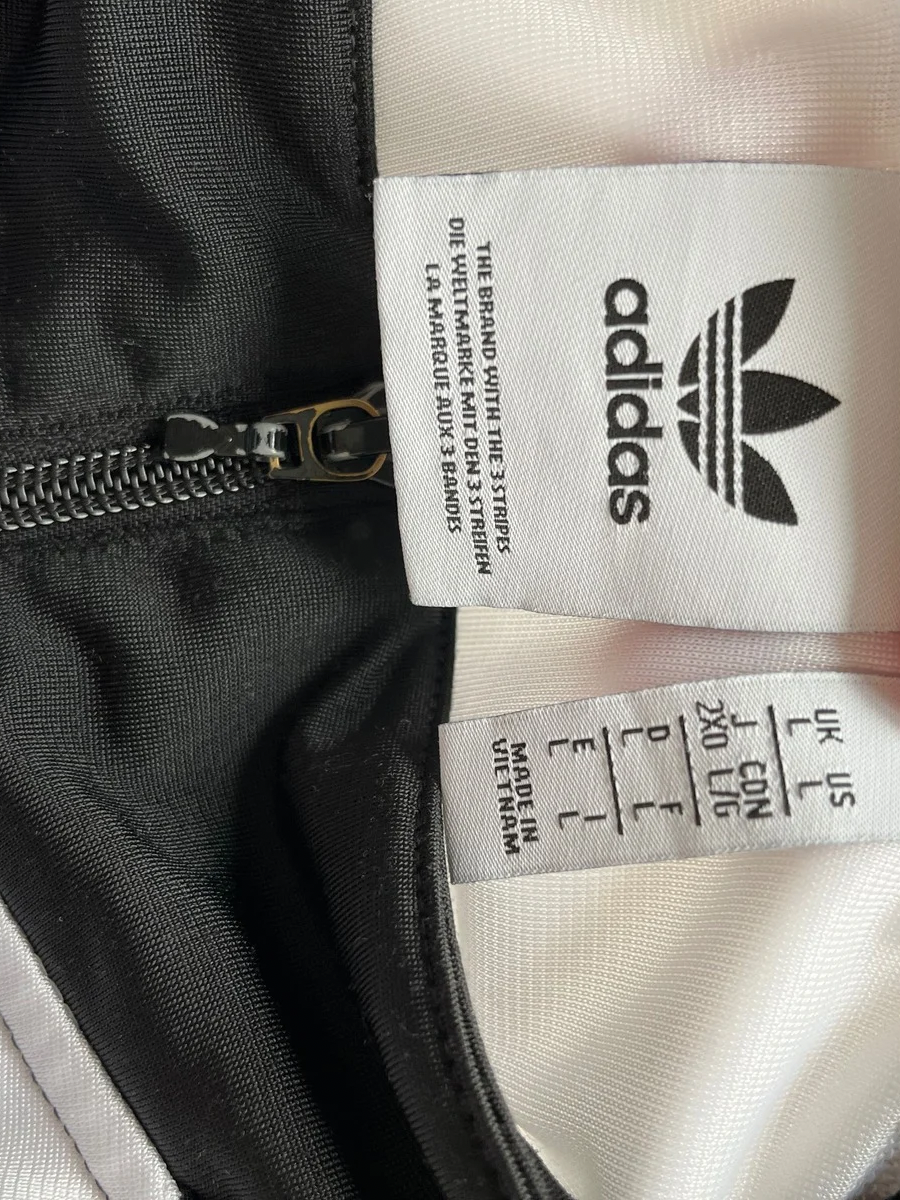 adidas
THE BRAND WITH THE 3 STRIPES
DIE WELTMARKE MIT DEN 3 STREIFEN
LA MARQUE AUX 3 BANDES
UK US
L L
J CDN
2XO L/G
D F
L L
E I
L L
MADE IN
VIETNAM